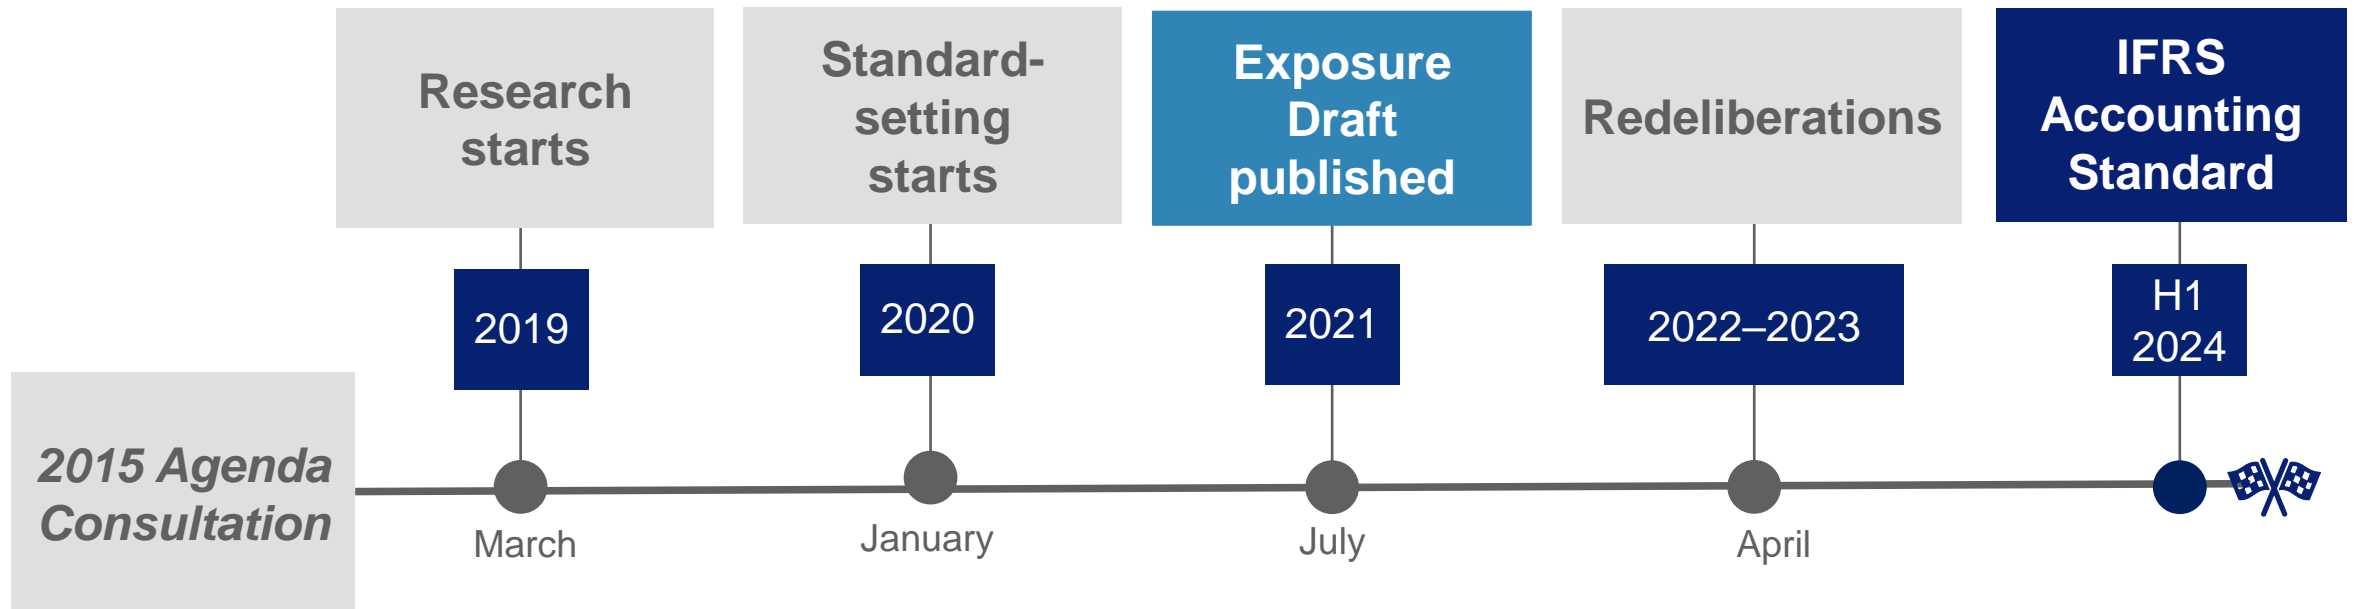 Research
starts
Standard-
setting
starts
Exposure
Draft
published
Redeliberations
IFRS
Accounting
Standard
2019
2020
2021
2022–2023
H1
2024
2015 Agenda
Consultation
March
January
July
April